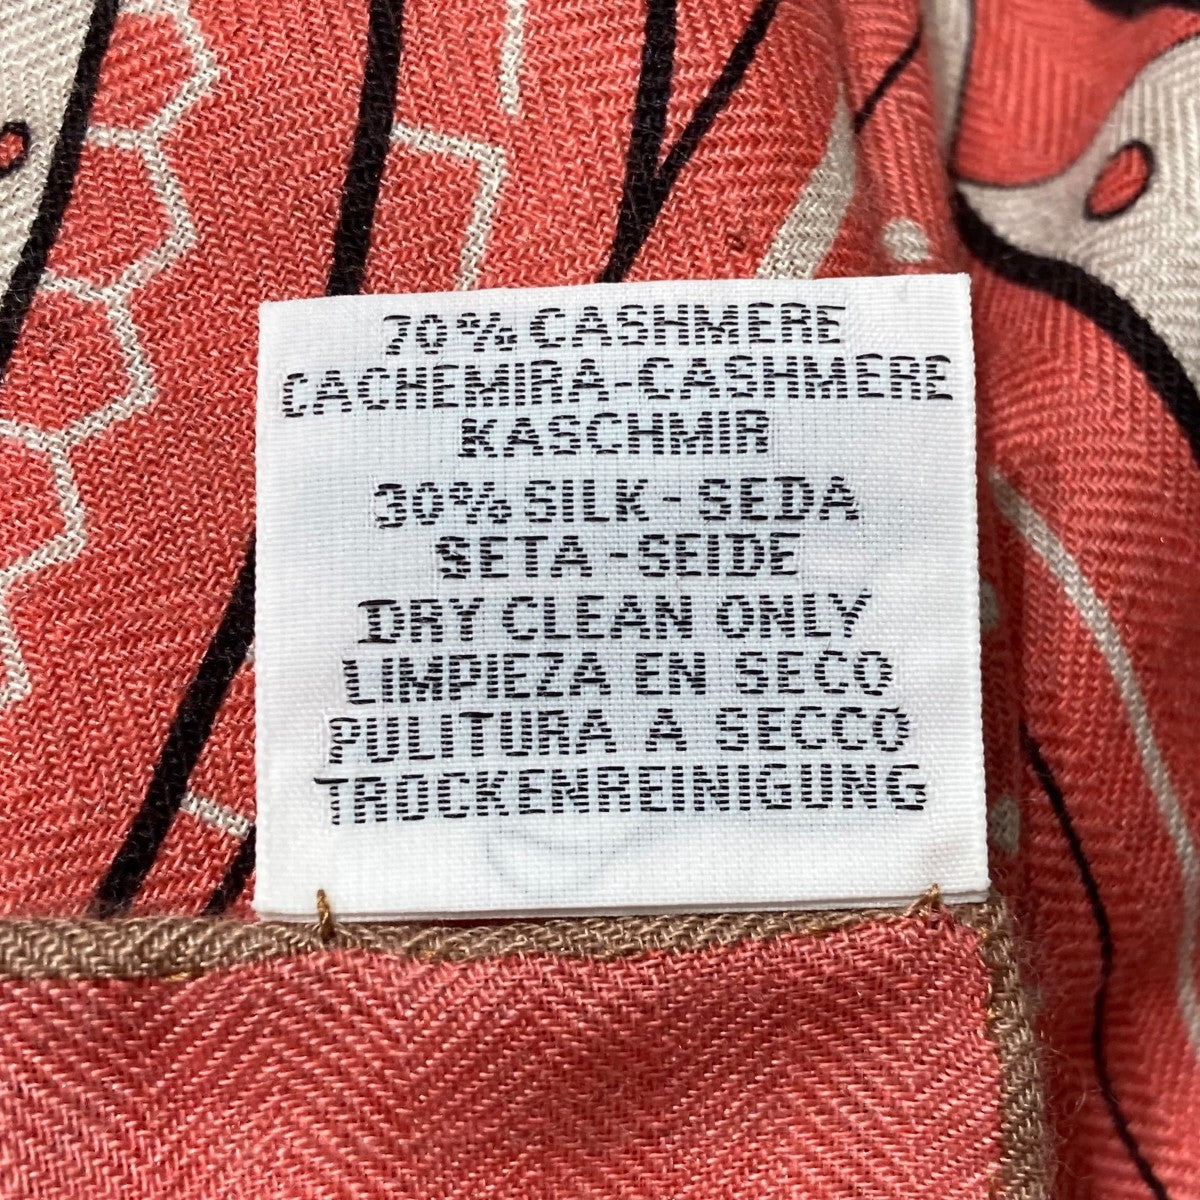 70% CASHMERE
CACHEMIRA-CASHMERE
KASCHMIR
30% SILK - SEDA
SETA - SEIDE
DRY CLEAN ONLY
LIMPIEZA EN SECO
PULITURA A SECCO
TROCKENREINIGUNG